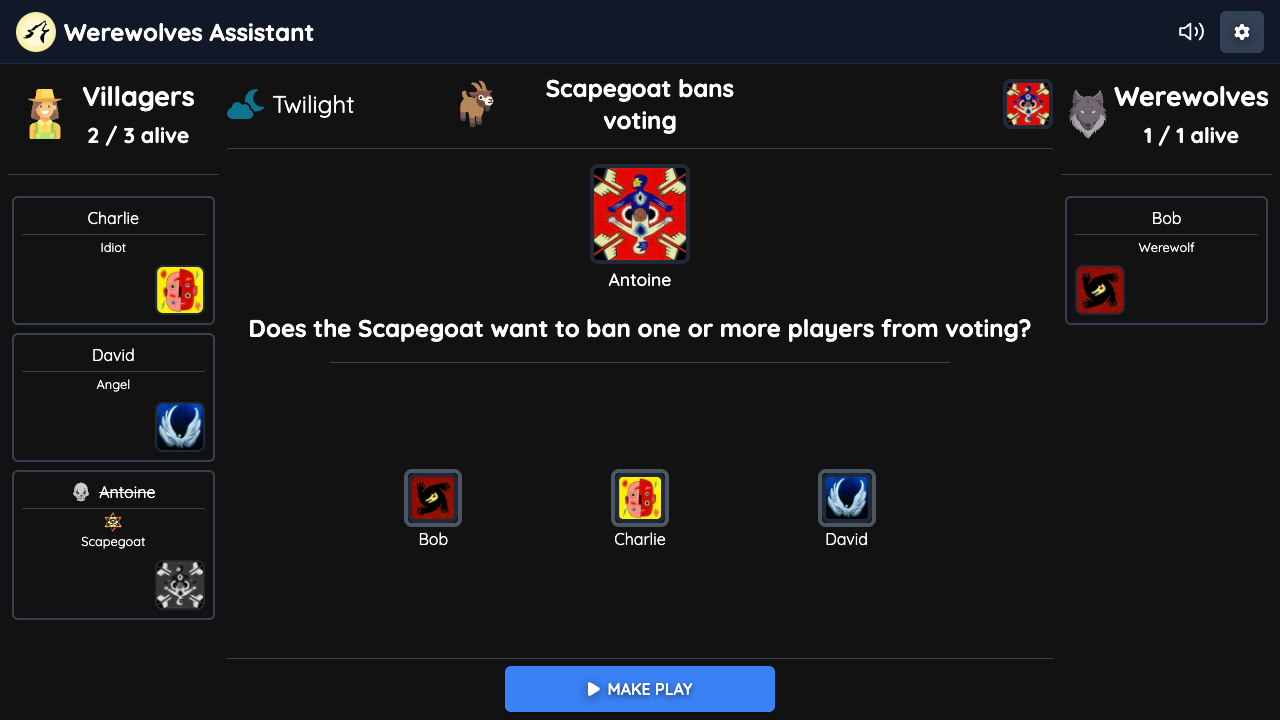 Werewolves Assistant
Villagers
2 / 3 alive
Twilight
Scapegoat bans
voting
Werewolves
1 / 1 alive
Charlie
Idiot
David
Angel
Antoine
Scapegoat
Antoine
Does the Scapegoat want to ban one or more players from voting?
Bob
Charlie
David
MAKE PLAY
Bob
Werewolf